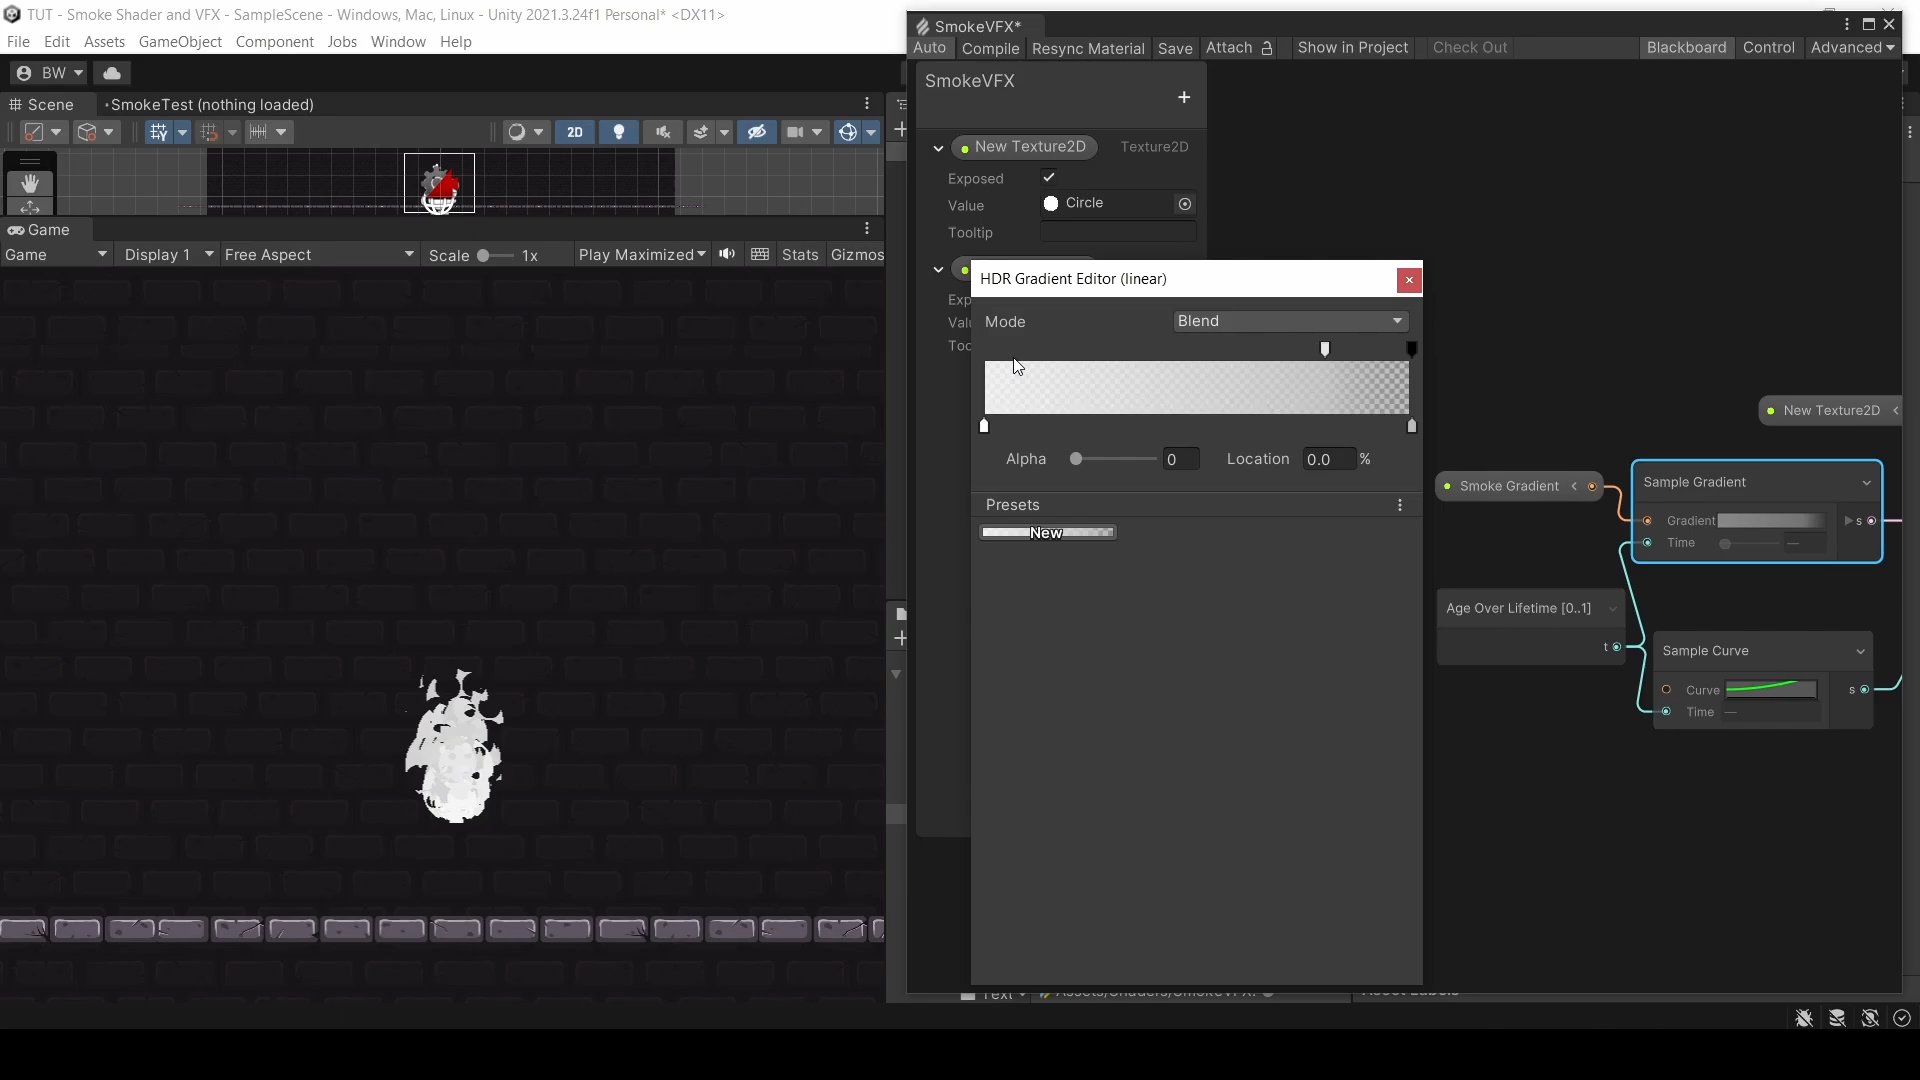 TUT - Smoke Shader and VFX - SampleScene - Windows, Mac, Linux - Unity 2021.3.24f1 Personal* <DX11>
File Edit Assets GameObject Component Jobs Window Help
BW
Scene
SmokeTest (nothing loaded)
2D
Game
Game
Display 1
Free Aspect
Scale
1x
Play Maximized
Stats
Gizmos
SmokeVFX*
Auto
Compile
Resync Material
Save
Attach
Show in Project
Check Out
Blackboard
Control
Advanced
SmokeVFX
+
New Texture2D
Texture2D
Exposed
Value
Circle
Tooltip
HDR Gradient Editor (linear)
Mode
Blend
Alpha
0
Location
0.0
%
Presets
New
New Texture2D
Smoke Gradient
Sample Gradient
Gradient
s
Time
Age Over Lifetime [0..1]
t
Sample Curve
Curve
s
Time